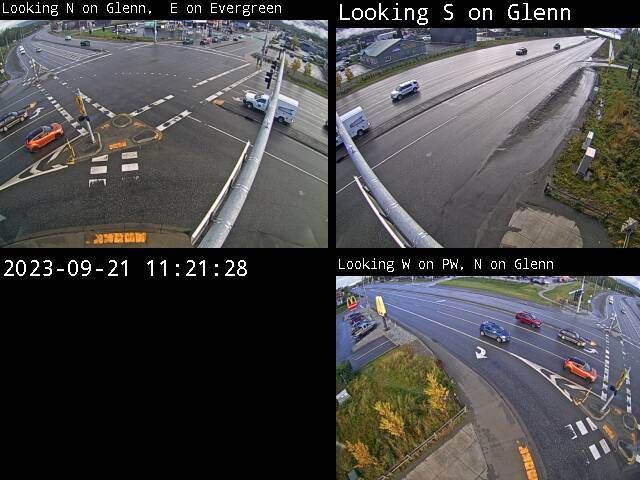 Looking N on Glenn, E on Evergreen
Looking S on Glenn
2023-09-21 11:21:28
Looking W on PW, N on Glenn